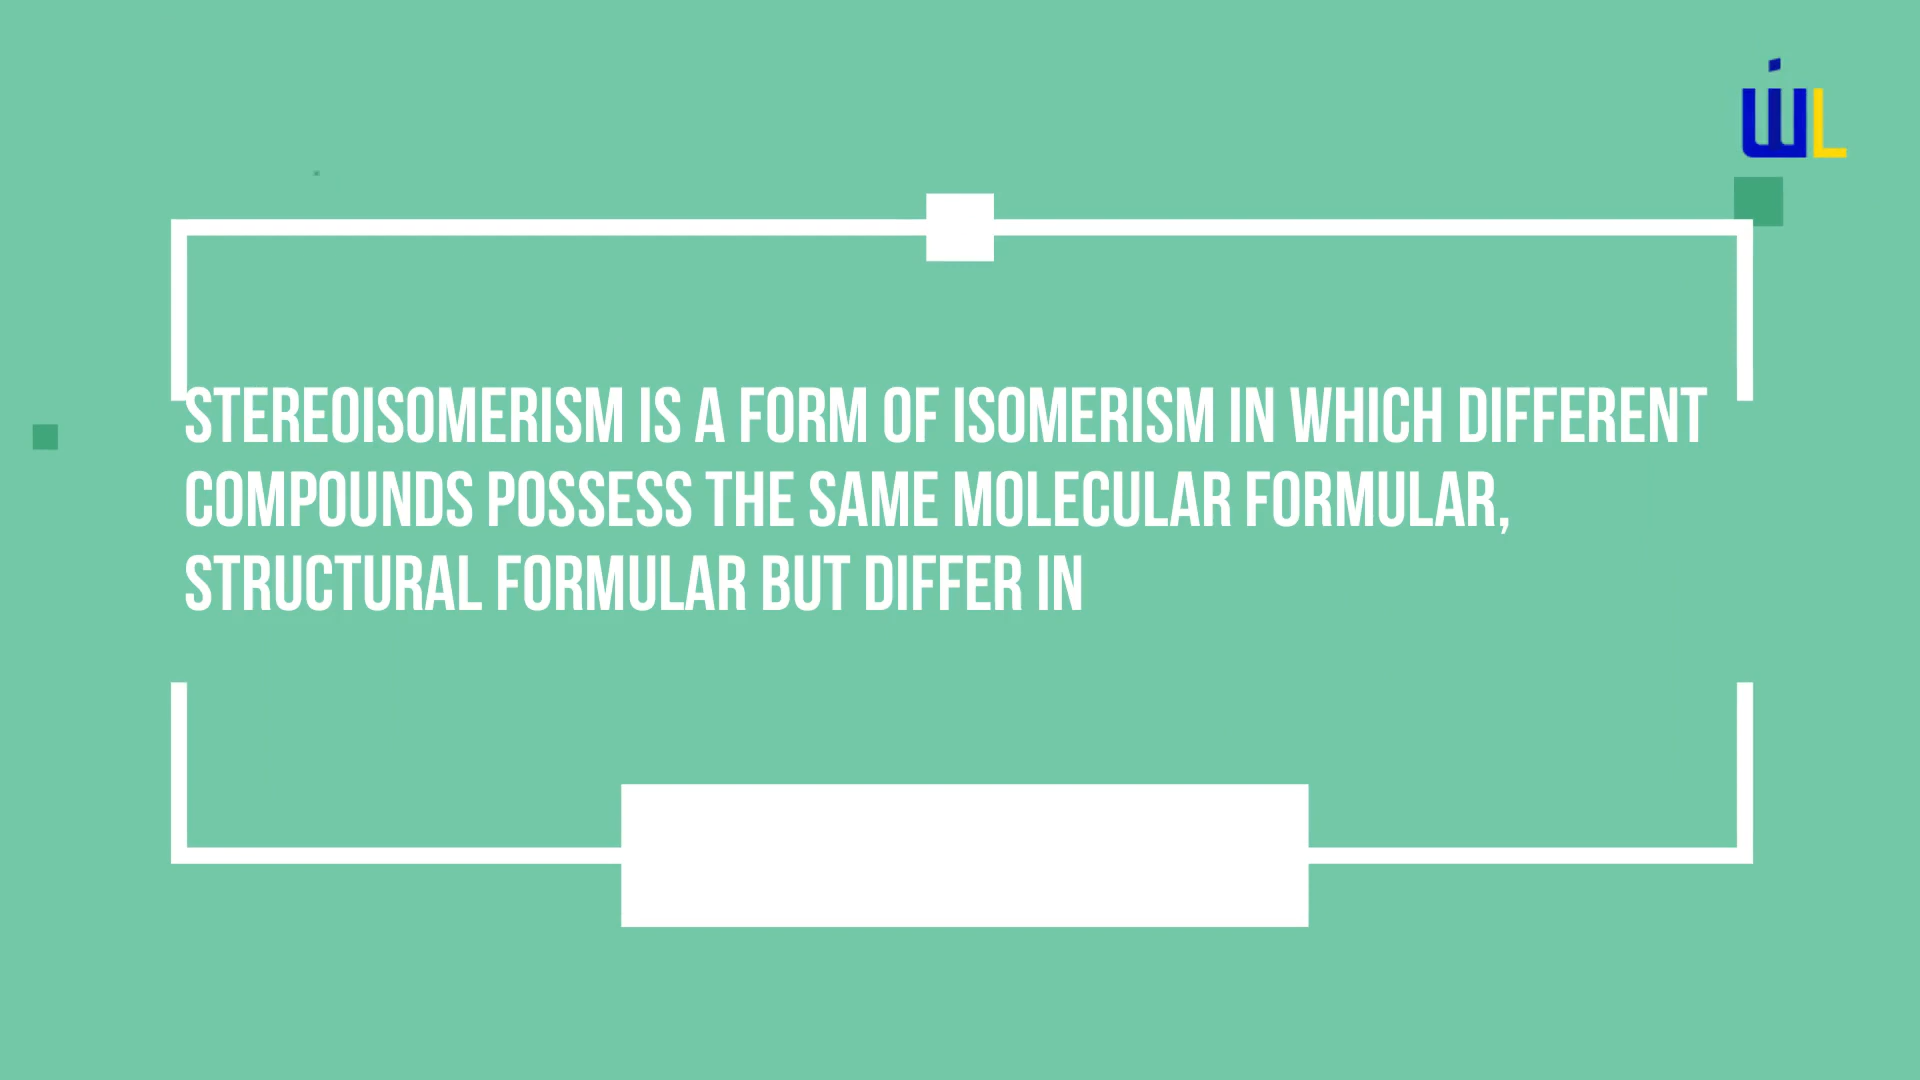 WL
STEREOISOMERISM IS A FORM OF ISOMERISM IN WHICH DIFFERENT
COMPOUNDS POSSESS THE SAME MOLECULAR FORMULAR,
STRUCTURAL FORMULAR BUT DIFFER IN